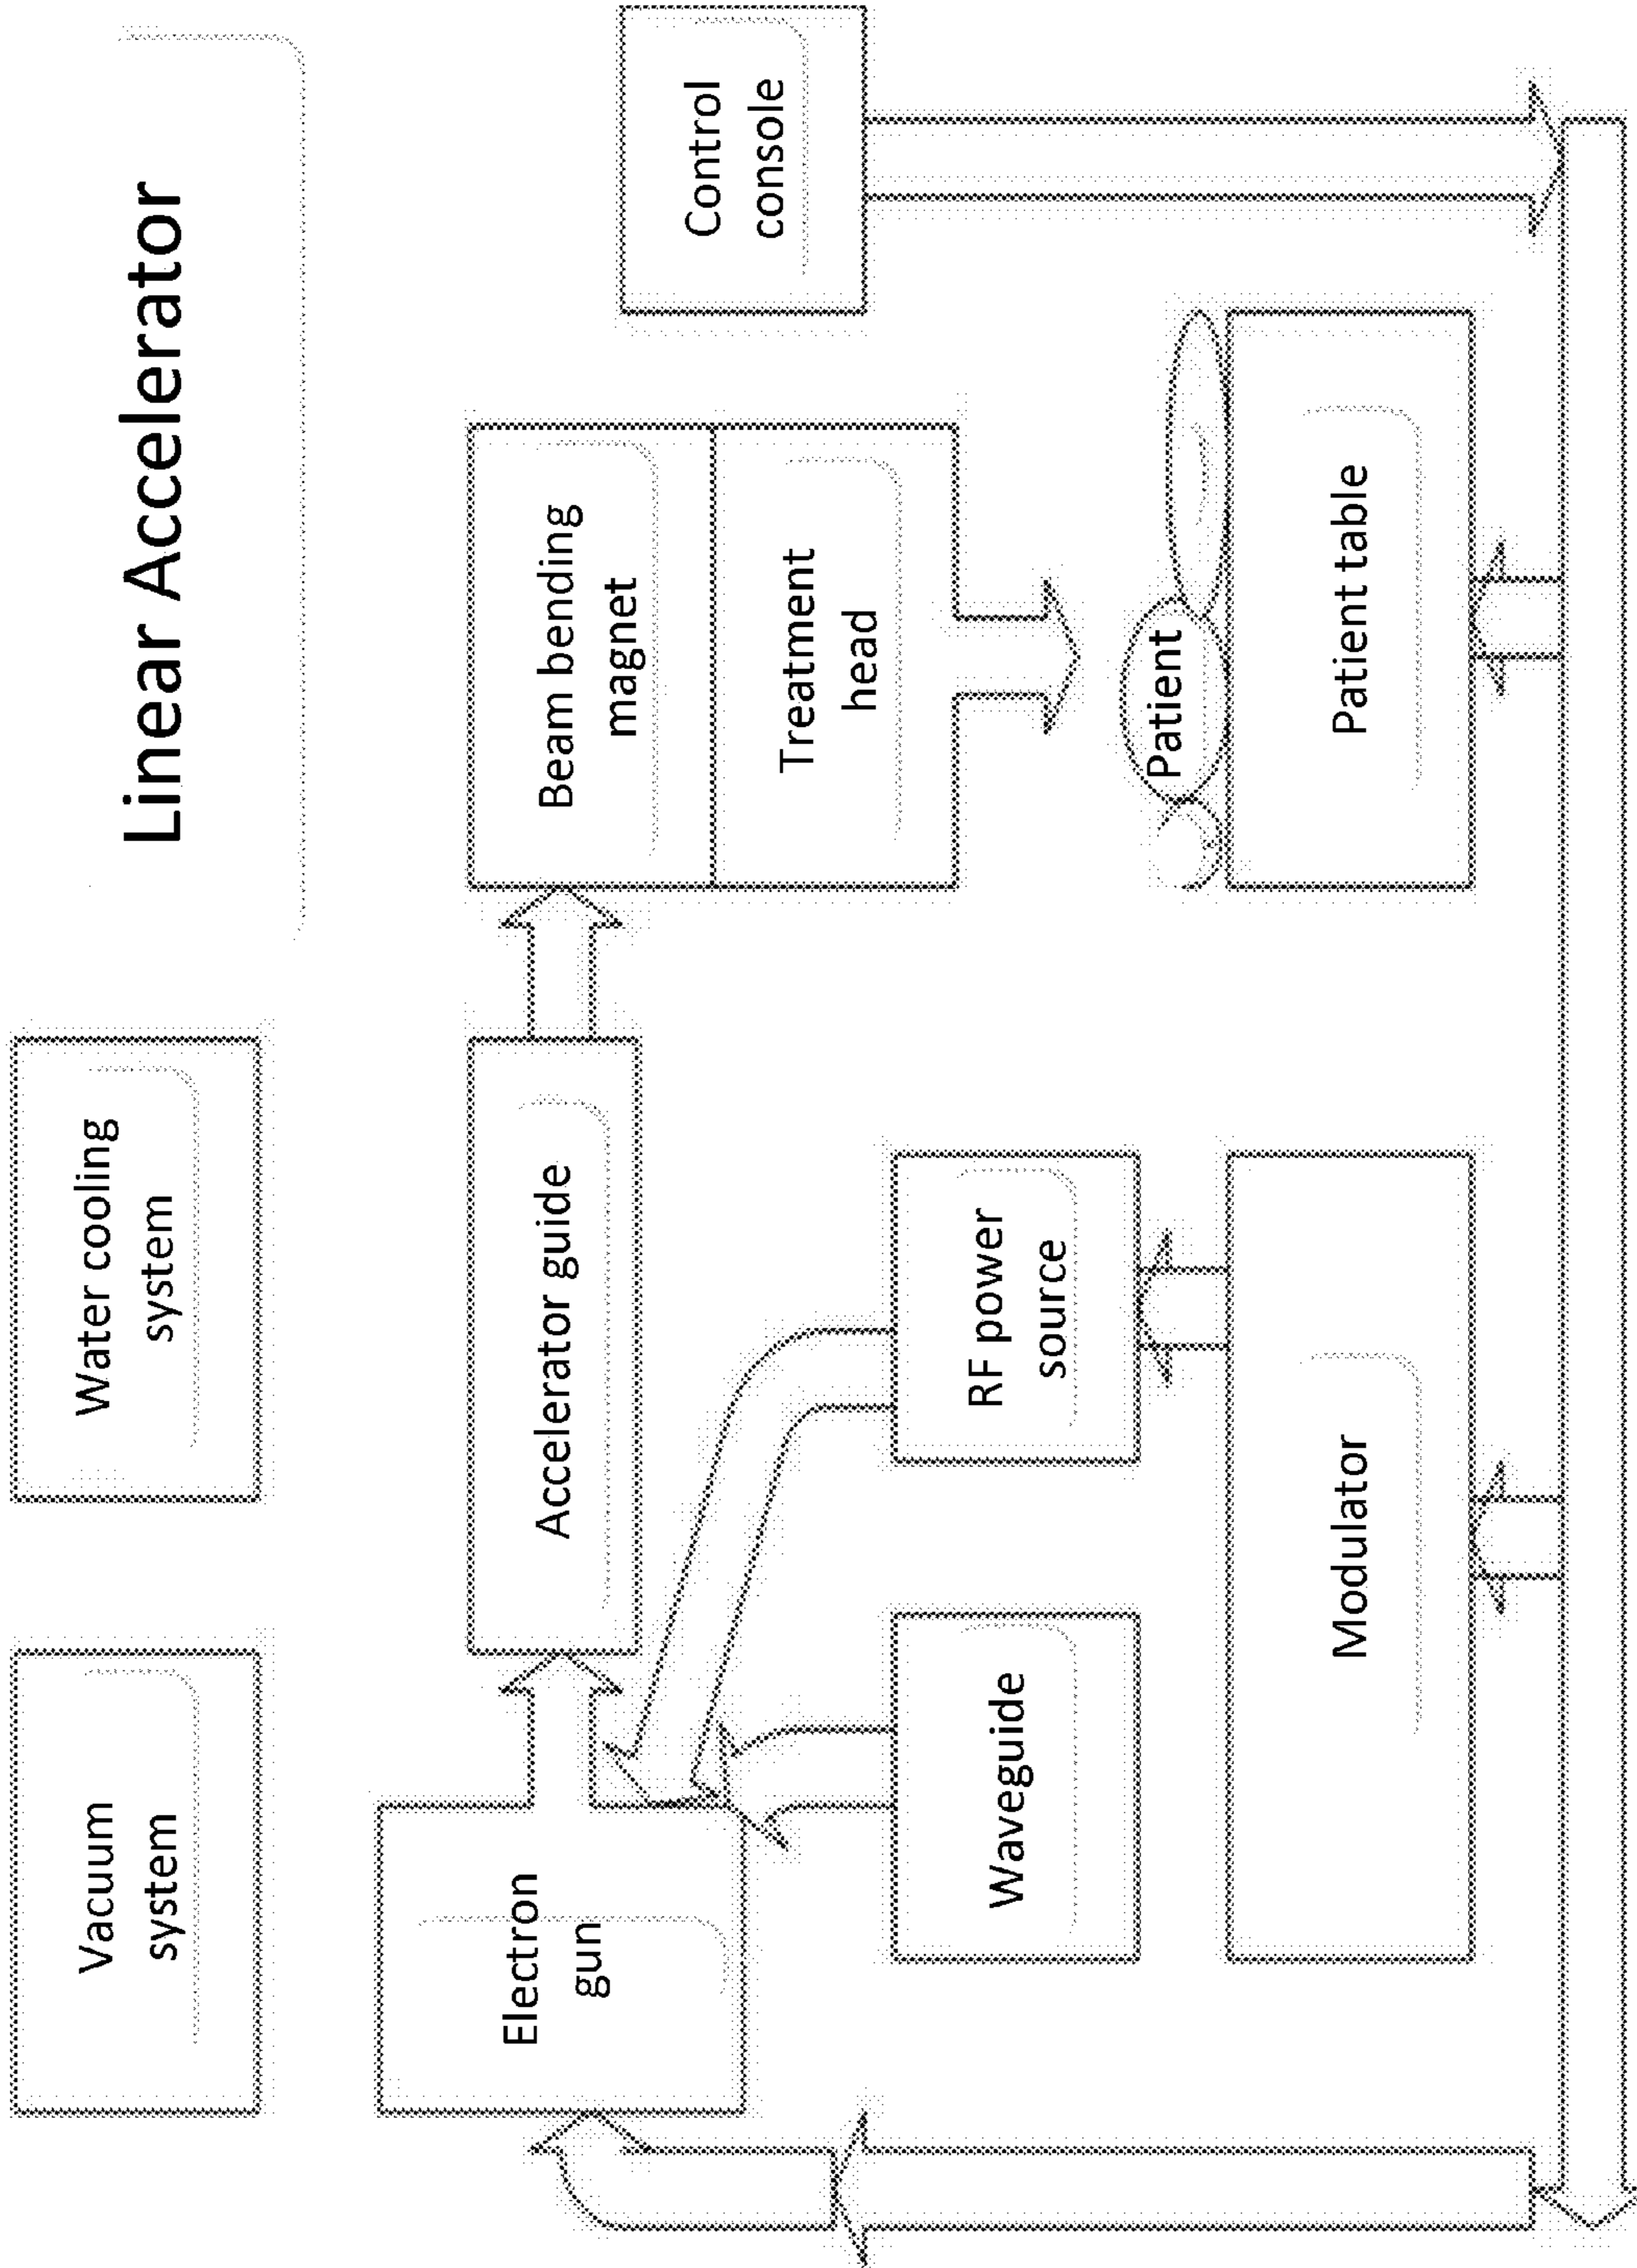 Linear Accelerator
Vacuum
system
Water cooling
system
Electron
gun
Accelerator guide
Beam bending
magnet
Treatment
head
Control
console
Waveguide
RF power
source
Patient
Modulator
Patient table